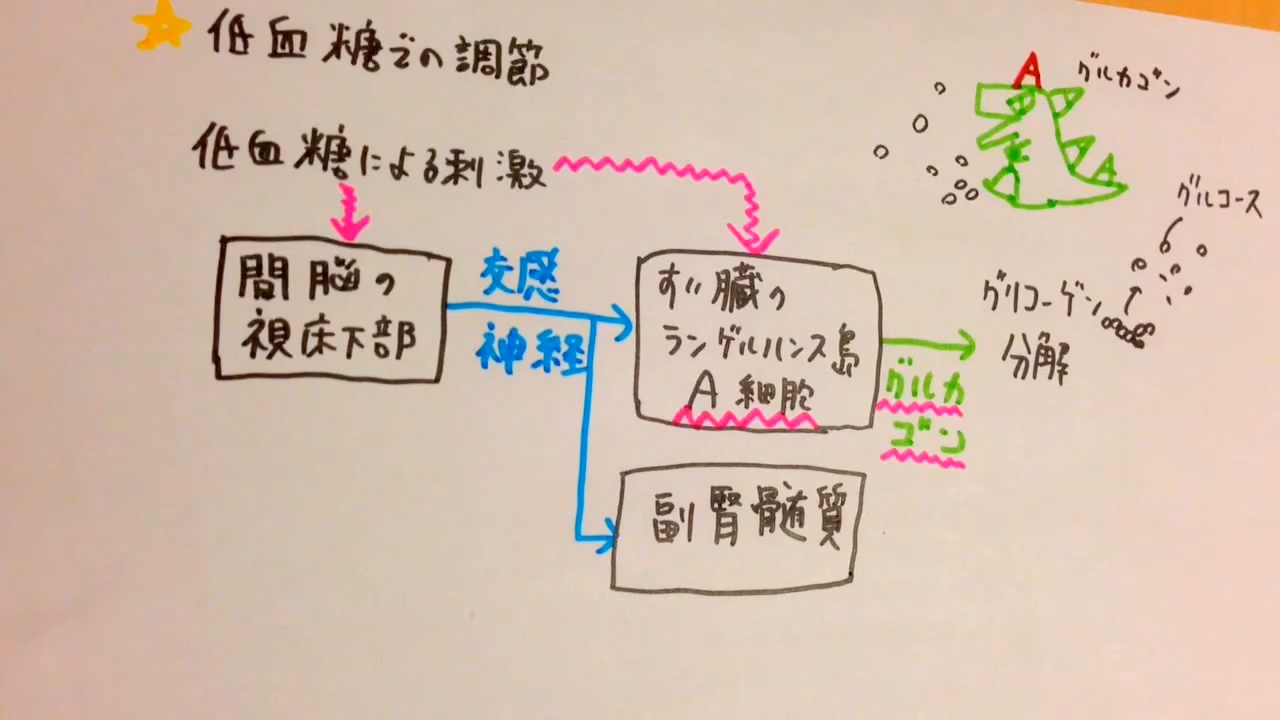 低血糖での調節
A
グルカゴン
低血糖による刺激
グルコース
間脳の
視床下部
交感
神経
すい臓の
ランゲルハンス島
A細胞
グルカ
ゴン
グリコーゲン
分解
副腎髄質